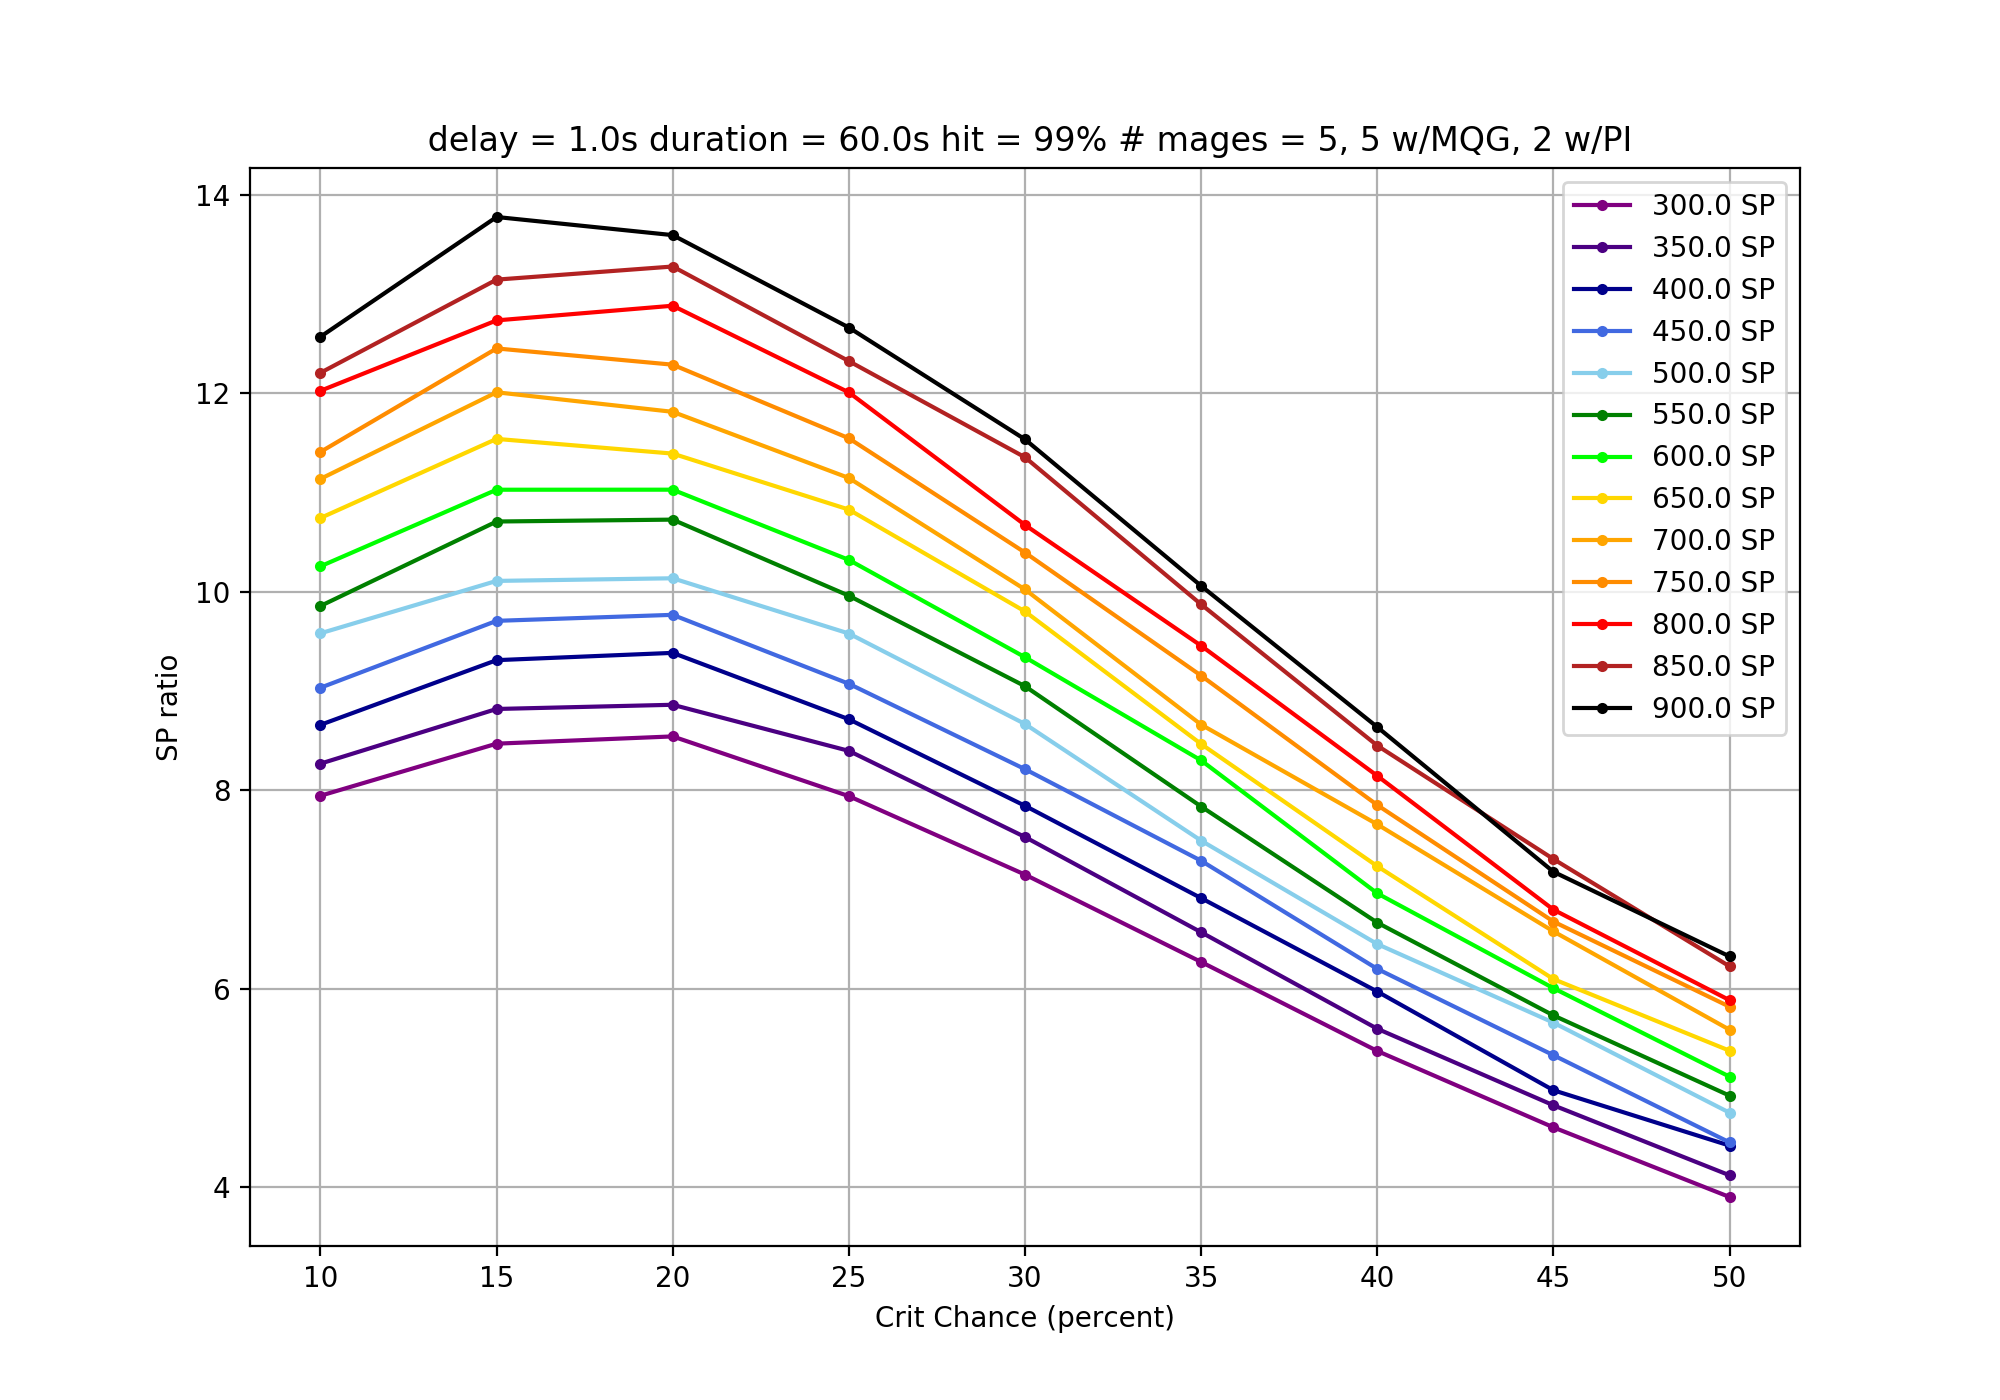 delay = 1.0s duration = 60.0s hit = 99% # mages = 5, 5 w/MQG, 2 w/PI
14
12
10
8
6
4
SP ratio
300.0 SP
350.0 SP
400.0 SP
450.0 SP
500.0 SP
550.0 SP
600.0 SP
650.0 SP
700.0 SP
750.0 SP
800.0 SP
850.0 SP
900.0 SP
10 15 20 25 30 35 40 45 50
Crit Chance (percent)